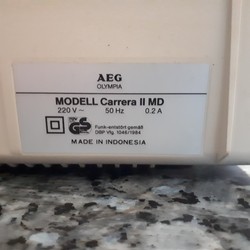 AEG
OLYMPIA
MODELL Carrera II MD
220 V~ 50 Hz 0.2 A
Funk-entstört gemäß
DBP Vfg. 1046/1984
MADE IN INDONESIA